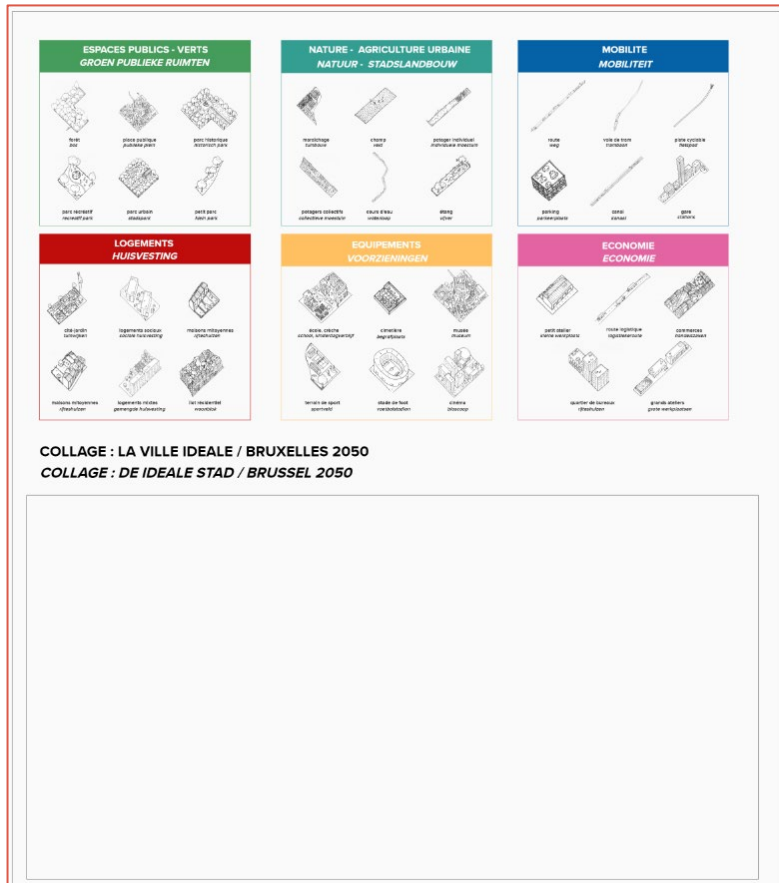 ESPACES PUBLICS - VERTS
GROEN PUBLIEKE RUIMTEN
forêt
bos
place publique
publieke plein
parc historique
historisch park
parc récréatif
recreatief park
parc urbain
stadspark
petit parc
klein park
NATURE - AGRICULTURE URBAINE
NATUUR - STADSLANDBOUW
maraîchage
tuinbouw
champ
veld
potager individuel
individuele moestuin
potagers collectifs
collectieve moestuin
cours d'eau
waterloop
étang
vijver
MOBILITE
MOBILITEIT
route
weg
voie de tram
trambaan
piste cyclable
fietspad
parking
parkeerplaats
canal
kanaal
gare
LOGEMENTS
HUISVESTING
cité jardin
tuinwijken
logements sociaux
sociale huisvesting
maisons mitoyennes
rijtjeshuizen
maisons mitoyennes
rijtjeshuizen
logements mixtes
gemengde huisvesting
ilot résidentiel
woonblok
EQUIPEMENTS
VOORZIENINGEN
école, crèche
school, kinderdagverblijf
cimetière
begrafplaats
musée
museum
terrain de sport
sportveld
stade de foot
voetbalstadion
cinéma
bioscoop
ECONOMIE
ECONOMIE
petit atelier
kleine werkplaats
route logistique
commerces
handelszaken
quartier de bureaux
rijtjeshuizen
grands ateliers
grote werkplaatsen
COLLAGE : LA VILLE IDEALE / BRUXELLES 2050
COLLAGE : DE IDEALE STAD / BRUSSEL 2050